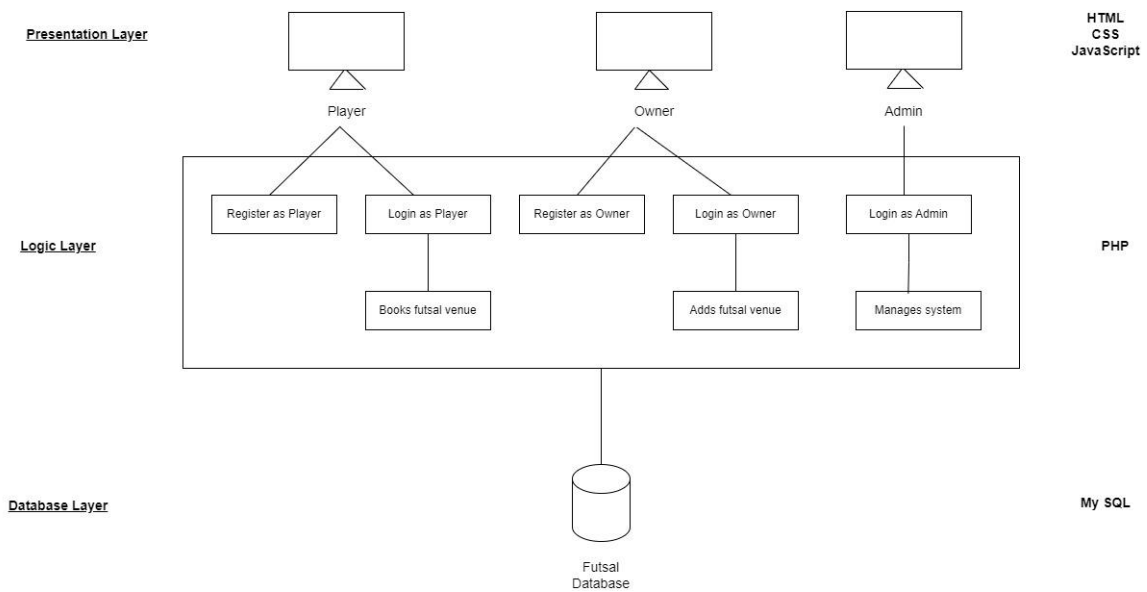 Presentation Layer
HTML
CSS
JavaScript
Player
Owner
Admin
Register as Player
Login as Player
Register as Owner
Login as Owner
Login as Admin
Logic Layer
PHP
Books futsal venue
Adds futsal venue
Manages system
Database Layer
My SQL
Futsal
Database